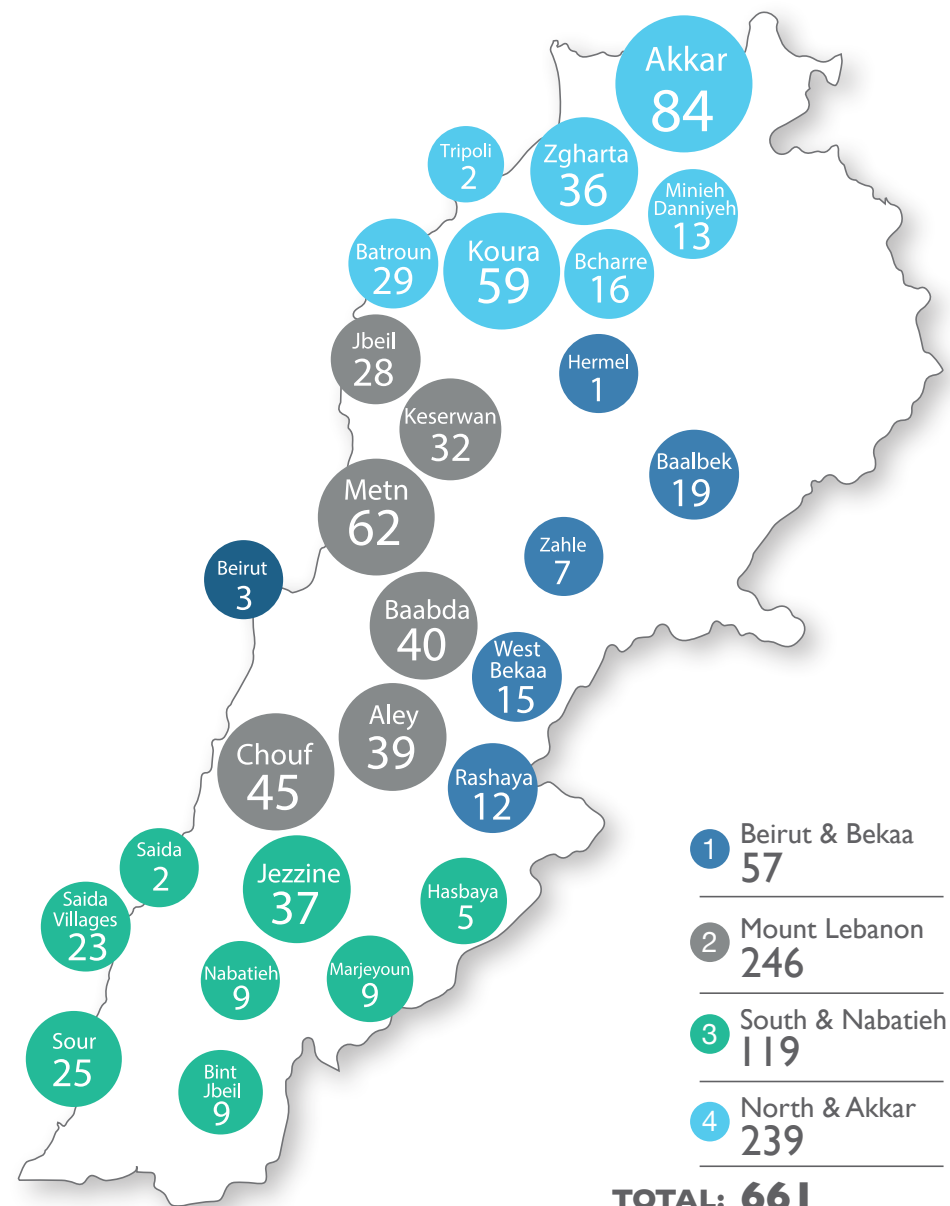 Akkar
84
Tripoli
2
Zgharta
36
Minieh
Danniyeh
13
Batroun
29
Koura
59
Bcharre
16
Jbeil
28
Hermel
1
Keserwan
32
Baalbek
19
Metn
62
Zahle
7
Beirut
3
Baabda
40
West
Bekaa
15
Aley
39
Chouf
45
Rashaya
12
Saida
2
Jezzine
37
Hasbaya
5
Saida
Villages
23
Nabatieh
9
Marjeyoun
9
Sour
25
Bint
Jbeil
9
1 Beirut & Bekaa
57
2 Mount Lebanon
246
3 South & Nabatieh
119
4 North & Akkar
239
TOTAL: 661